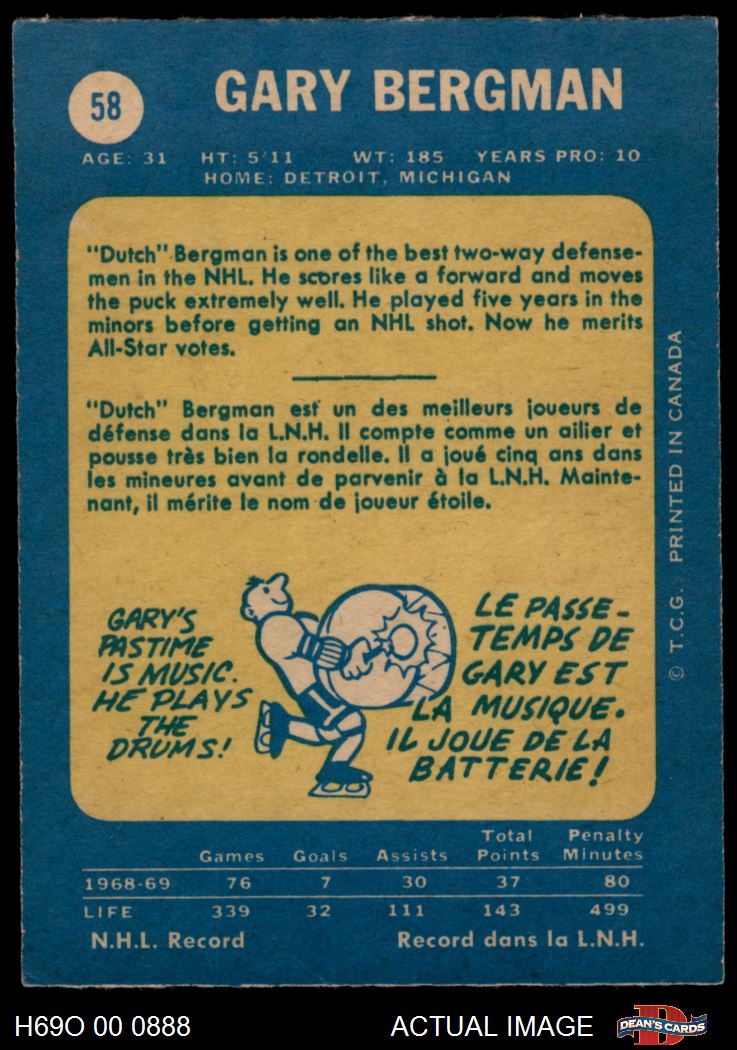 58
GARY BERGMAN
AGE: 31 HT: 5'11 WT: 185 YEARS PRO: 10
HOME: DETROIT, MICHIGAN
"Dutch" Bergman is one of the best two-way defense-
men in the NHL. He scores like a forward and moves
the puck extremely well. He played five years in the
minors before getting an NHL shot. Now he merits
All-Star votes.
"Dutch" Bergman est un des meilleurs joueurs de
défense dans la L.N.H. Il compte comme un ailier et
pousse très bien la rondelle. Il a joué cinq ans dans
les mineures avant de parvenir à la L.N.H. Mainte-
nant, il mérite le nom de joueur étoile.
GARY'S
PASTIME
IS MUSIC.
HE PLAYS
THE
DRUMS!
LE PASSE-
TEMPS DE
GARY EST
LA MUSIQUE.
IL JOUE DE LA
BATTERIE!
© T.C.G. PRINTED IN CANADA
Games Goals Assists Total Points Penalty Minutes
1968-69 76 7 30 37 80
LIFE 339 32 111 143 499
N.H.L. Record Record dans la L.N.H.
H69O 00 0888 ACTUAL IMAGE
D
DEAN'S CARDS